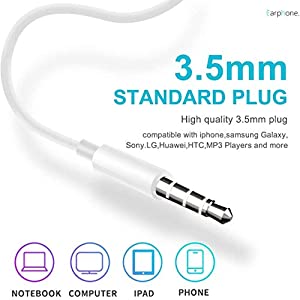 Earphone.
3.5mm
STANDARD PLUG
High quality 3.5mm plug
compatible with iphone,samsung Galaxy,
Sony.LG,Huawei,HTC,MP3 Players and more
NOTEBOOK COMPUTER IPAD PHONE